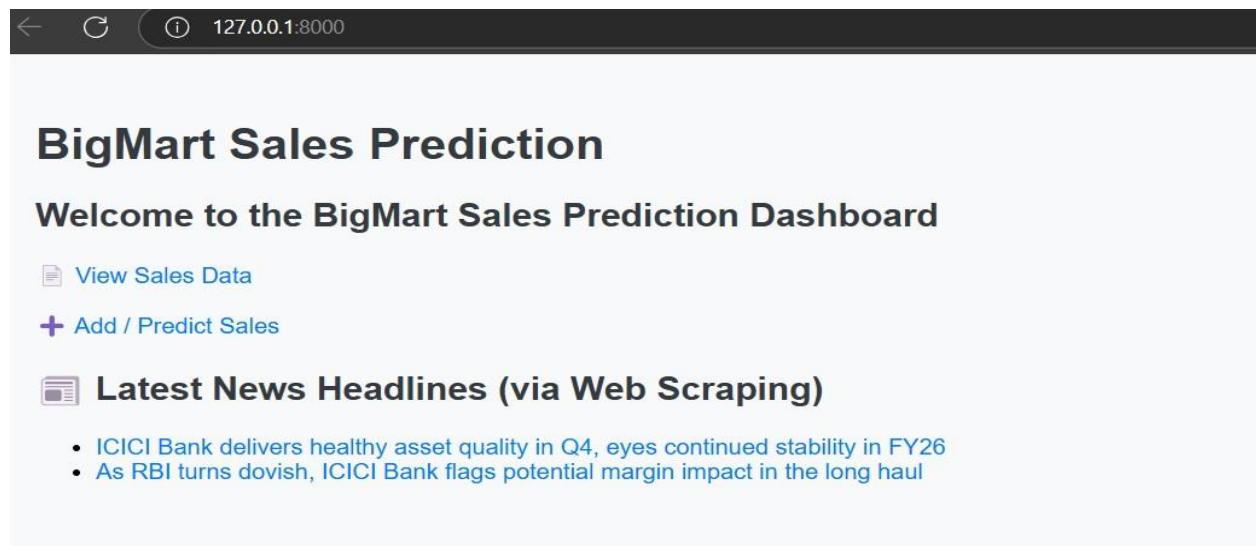 127.0.0.1:8000
BigMart Sales Prediction
Welcome to the BigMart Sales Prediction Dashboard
View Sales Data
Add / Predict Sales
Latest News Headlines (via Web Scraping)
ICICI Bank delivers healthy asset quality in Q4, eyes continued stability in FY26
As RBI turns dovish, ICICI Bank flags potential margin impact in the long haul